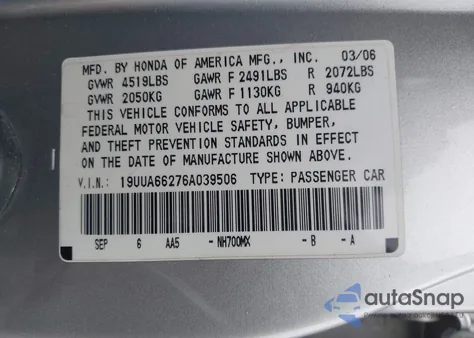 MFD. BY HONDA OF AMERICA MFG., INC. 03/06
GVWR 4519LBS GAWR F 2491LBS R 2072LBS
GVWR 2050KG GAWR F 1130KG R 940KG
THIS VEHICLE CONFORMS TO ALL APPLICABLE
FEDERAL MOTOR VEHICLE SAFETY, BUMPER,
AND THEFT PREVENTION STANDARDS IN EFFECT
ON THE DATE OF MANUFACTURE SHOWN ABOVE.
V.I.N.: 19UUA66276A039506 TYPE: PASSENGER CAR
SEP 6 AA5 -NH700MX -B -A
autoSnap